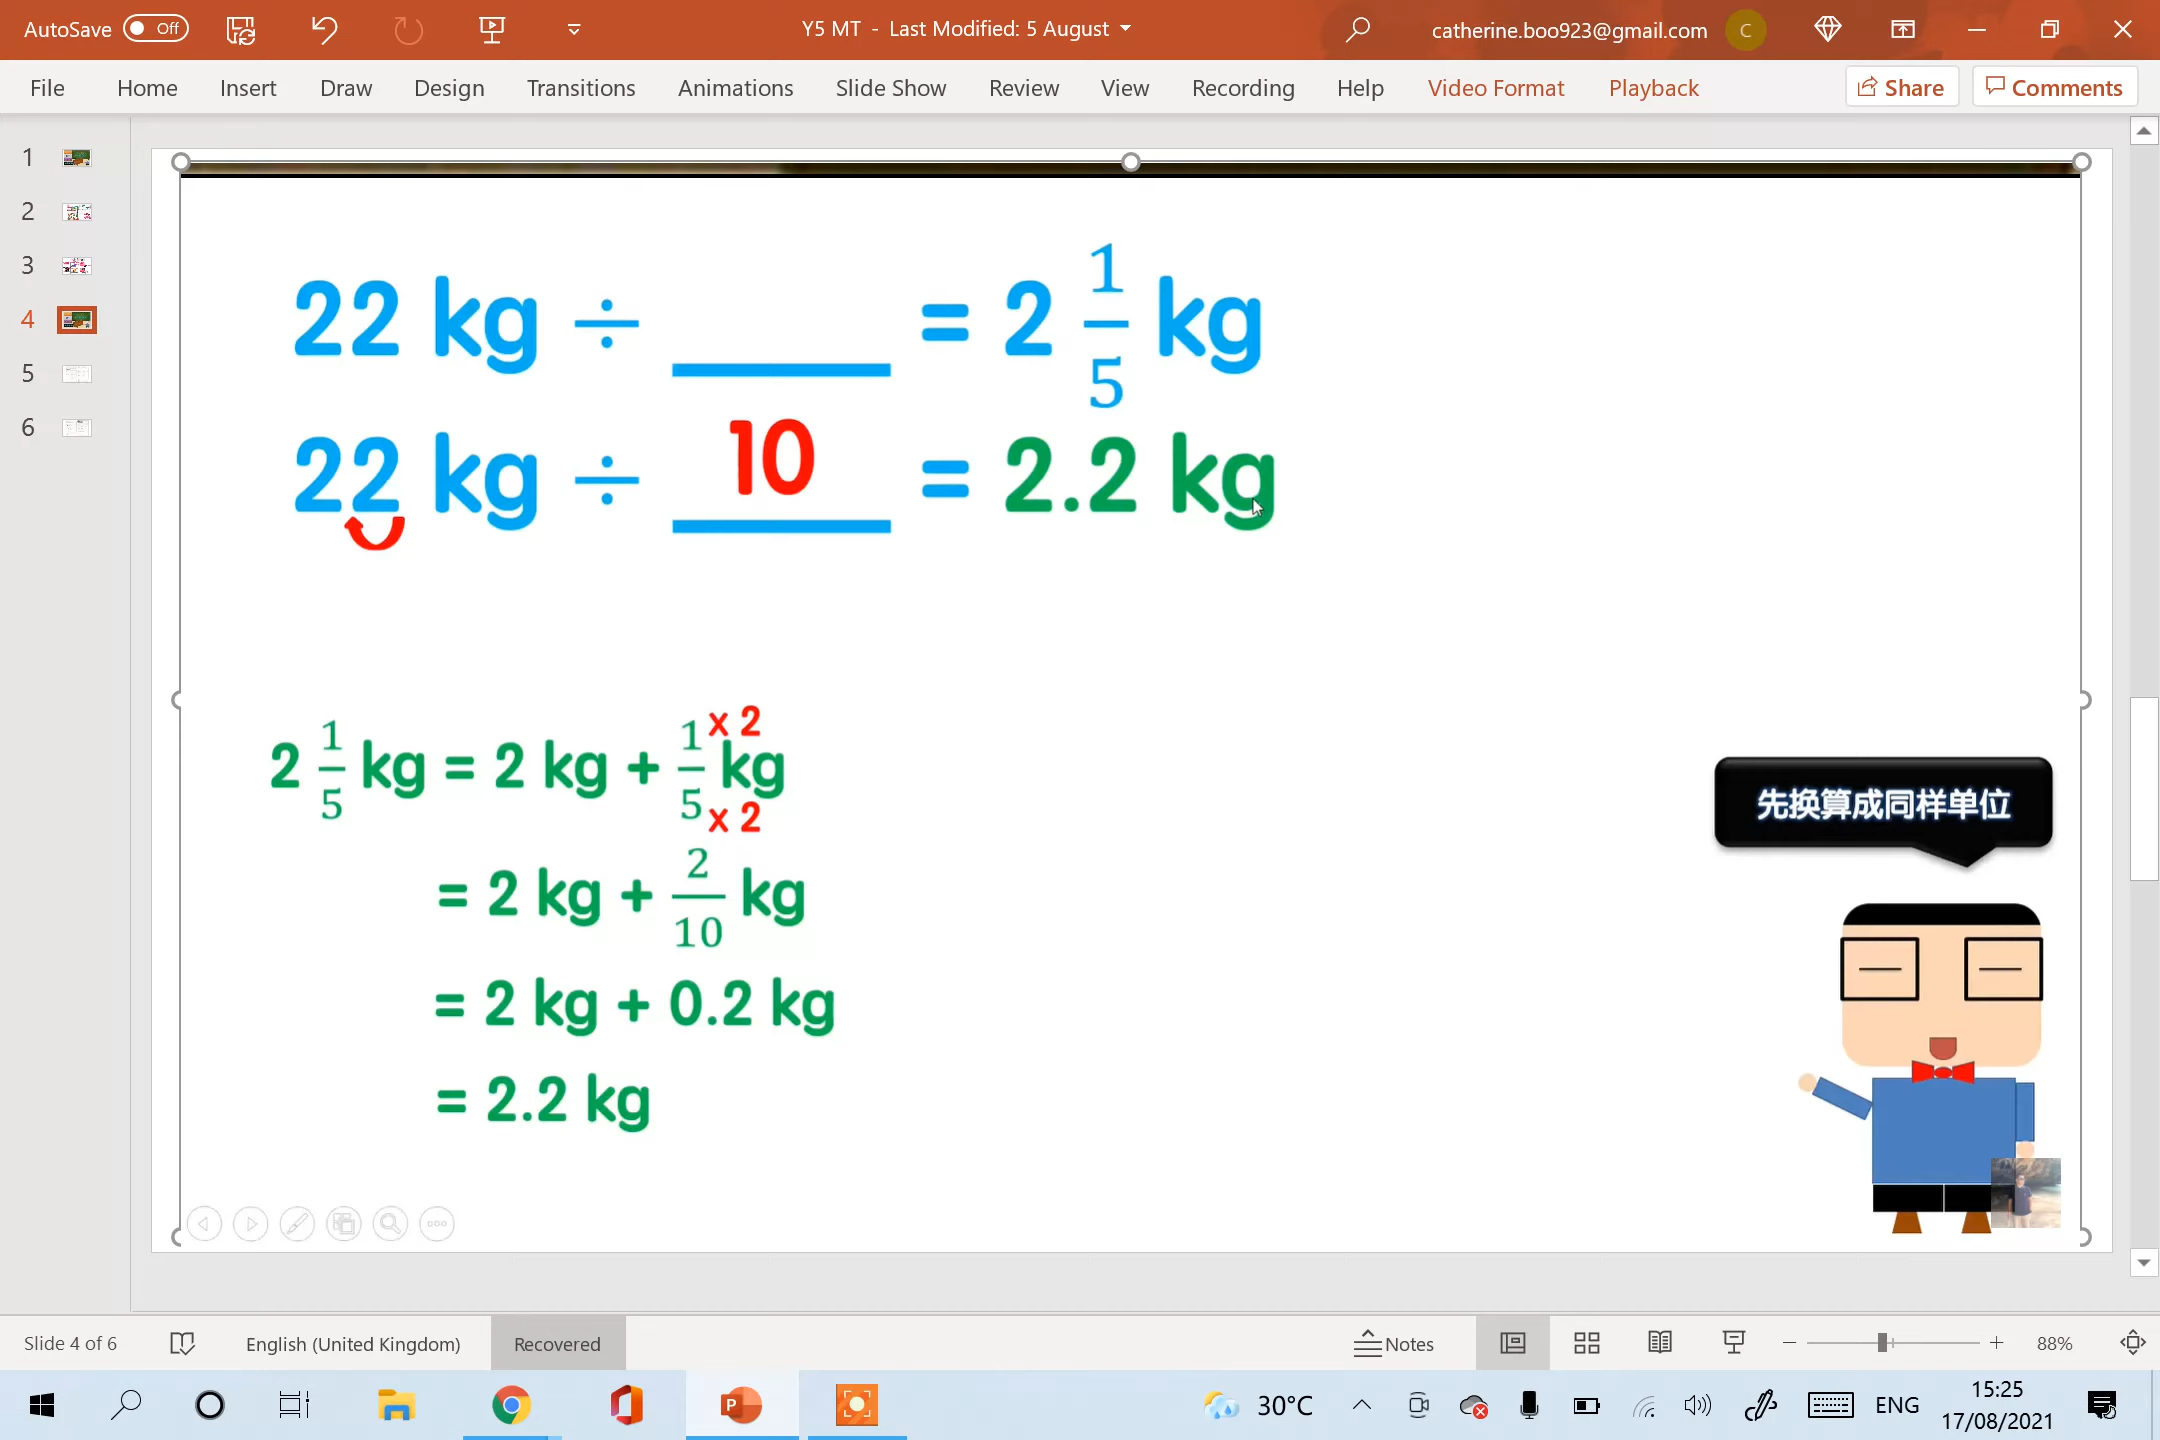 AutoSave Off
Y5 MT - Last Modified: 5 August
catherine.boo923@gmail.com C
File Home Insert Draw Design Transitions Animations Slide Show Review View Recording Help Video Format Playback Share Comments
1
2
3
4
5
6
22 kg ÷ _____ = 2 1/5 kg
22 kg ÷ 10 = 2.2 kg
2 1/5 kg = 2 kg + 1/5 kg x 2 x 2
= 2 kg + 2/10 kg
= 2 kg + 0.2 kg
= 2.2 kg
先换算成同样单位
Slide 4 of 6 English (United Kingdom) Recovered Notes 88%
30°C ENG 15:25
17/08/2021